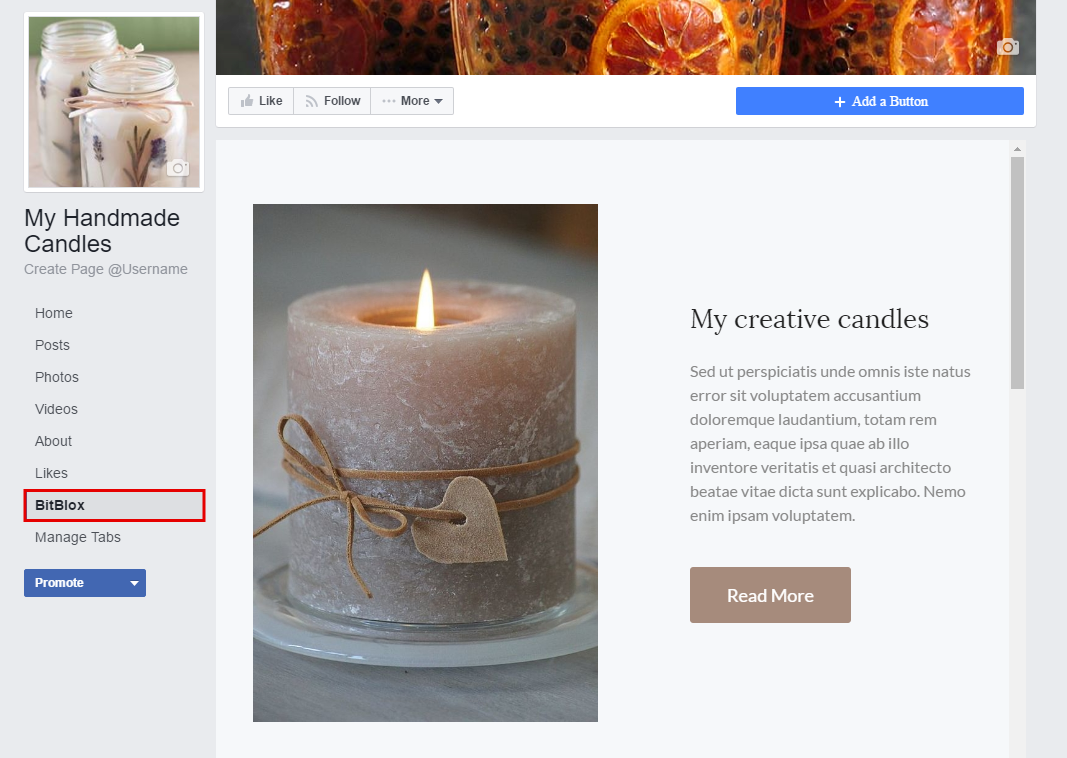 My Handmade
Candles
Create Page @Username
Home
Posts
Photos
Videos
About
Likes
BitBlox
Manage Tabs
Promote
Like
Follow
More
+ Add a Button
My creative candles
Sed ut perspiciatis unde omnis iste natus
error sit voluptatem accusantium
doloremque laudantium, totam rem
aperiam, eaque ipsa quae ab illo
inventore veritatis et quasi architecto
beatae vitae dicta sunt explicabo. Nemo
enim ipsam voluptatem.
Read More